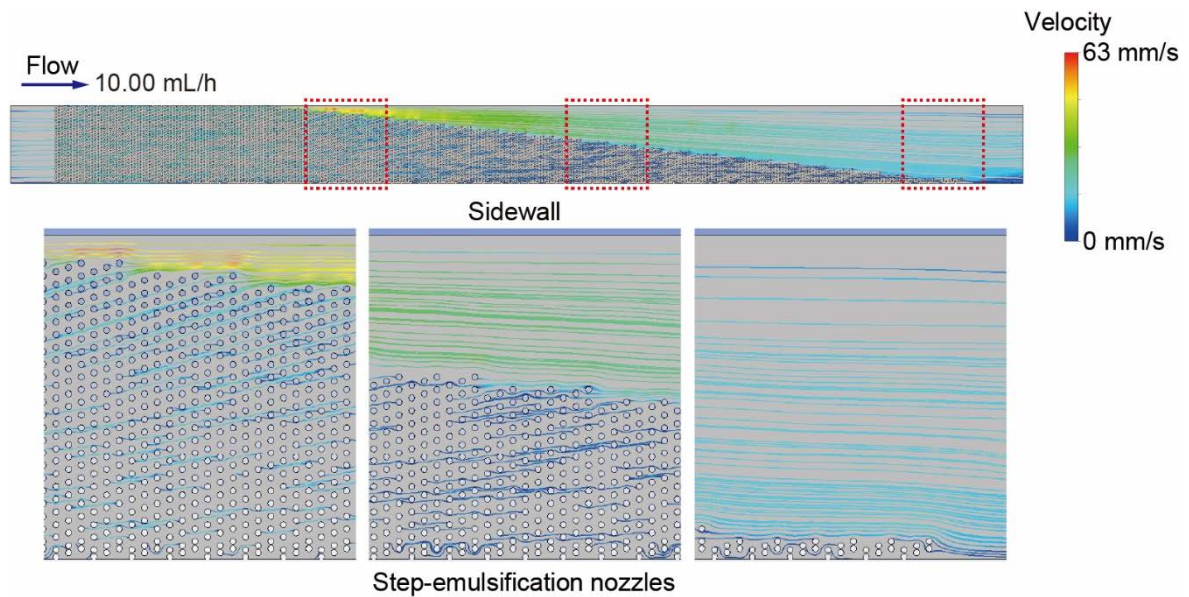 Velocity
Flow
10.00 mL/h
63 mm/s
0 mm/s
Sidewall
Step-emulsification nozzles